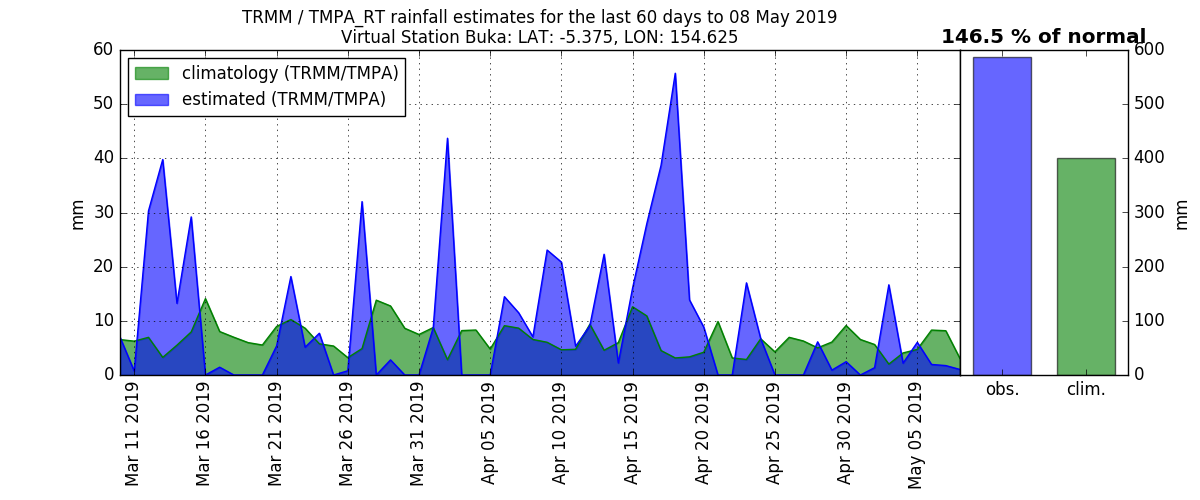 TRMM / TMPA_RT rainfall estimates for the last 60 days to 08 May 2019
Virtual Station Buka: LAT: -5.375, LON: 154.625
146.5 % of normal
climatology (TRMM/TMPA)
estimated (TRMM/TMPA)
60
50
40
30
20
10
0
mm
Mar 11 2019
Mar 16 2019
Mar 21 2019
Mar 26 2019
Mar 31 2019
Apr 05 2019
Apr 10 2019
Apr 15 2019
Apr 20 2019
Apr 25 2019
Apr 30 2019
May 05 2019
obs.
clim.
600
500
400
300
200
100
0
mm